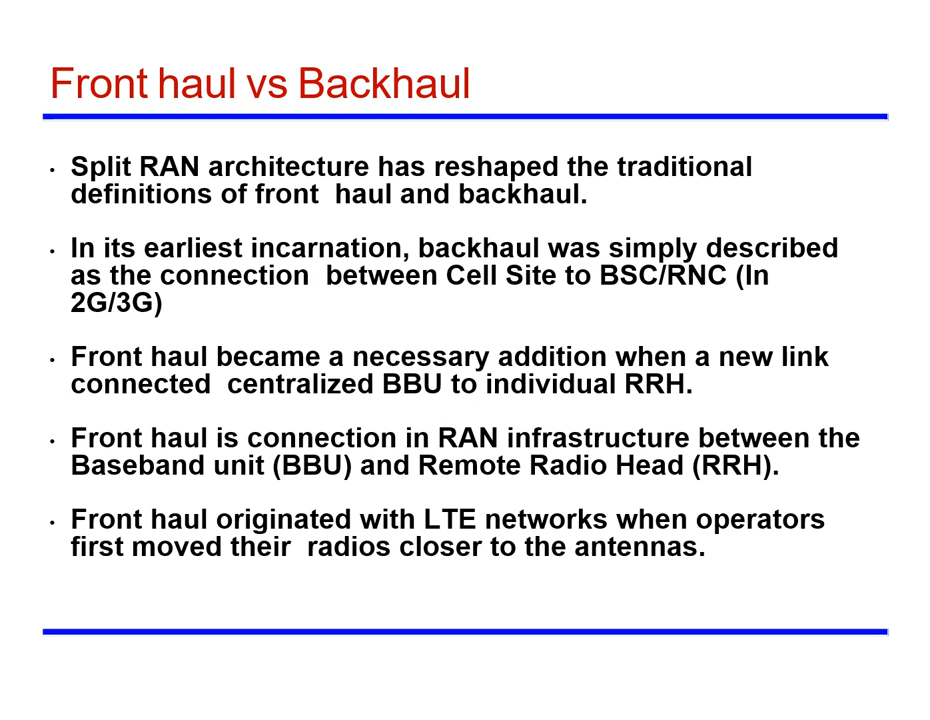 Front haul vs Backhaul
• Split RAN architecture has reshaped the traditional
definitions of front  haul and backhaul.
• In its earliest incarnation, backhaul was simply described
as the connection  between Cell Site to BSC/RNC (In
2G/3G)
• Front haul became a necessary addition when a new link
connected  centralized BBU to individual RRH.
• Front haul is connection in RAN infrastructure between the
Baseband unit (BBU) and Remote Radio Head (RRH).
• Front haul originated with LTE networks when operators
first moved their  radios closer to the antennas.